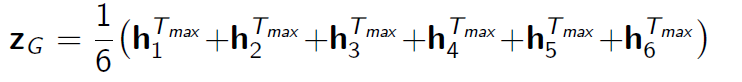 z_G = 1/6 (h_1^{T_max} + h_2^{T_max} + h_3^{T_max} + h_4^{T_max} + h_5^{T_max} + h_6^{T_max})